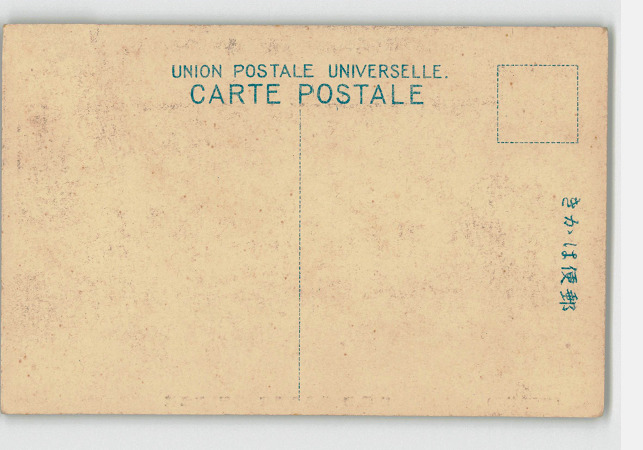 UNION POSTALE UNIVERSELLE.
CARTE POSTALE
郵便はかき